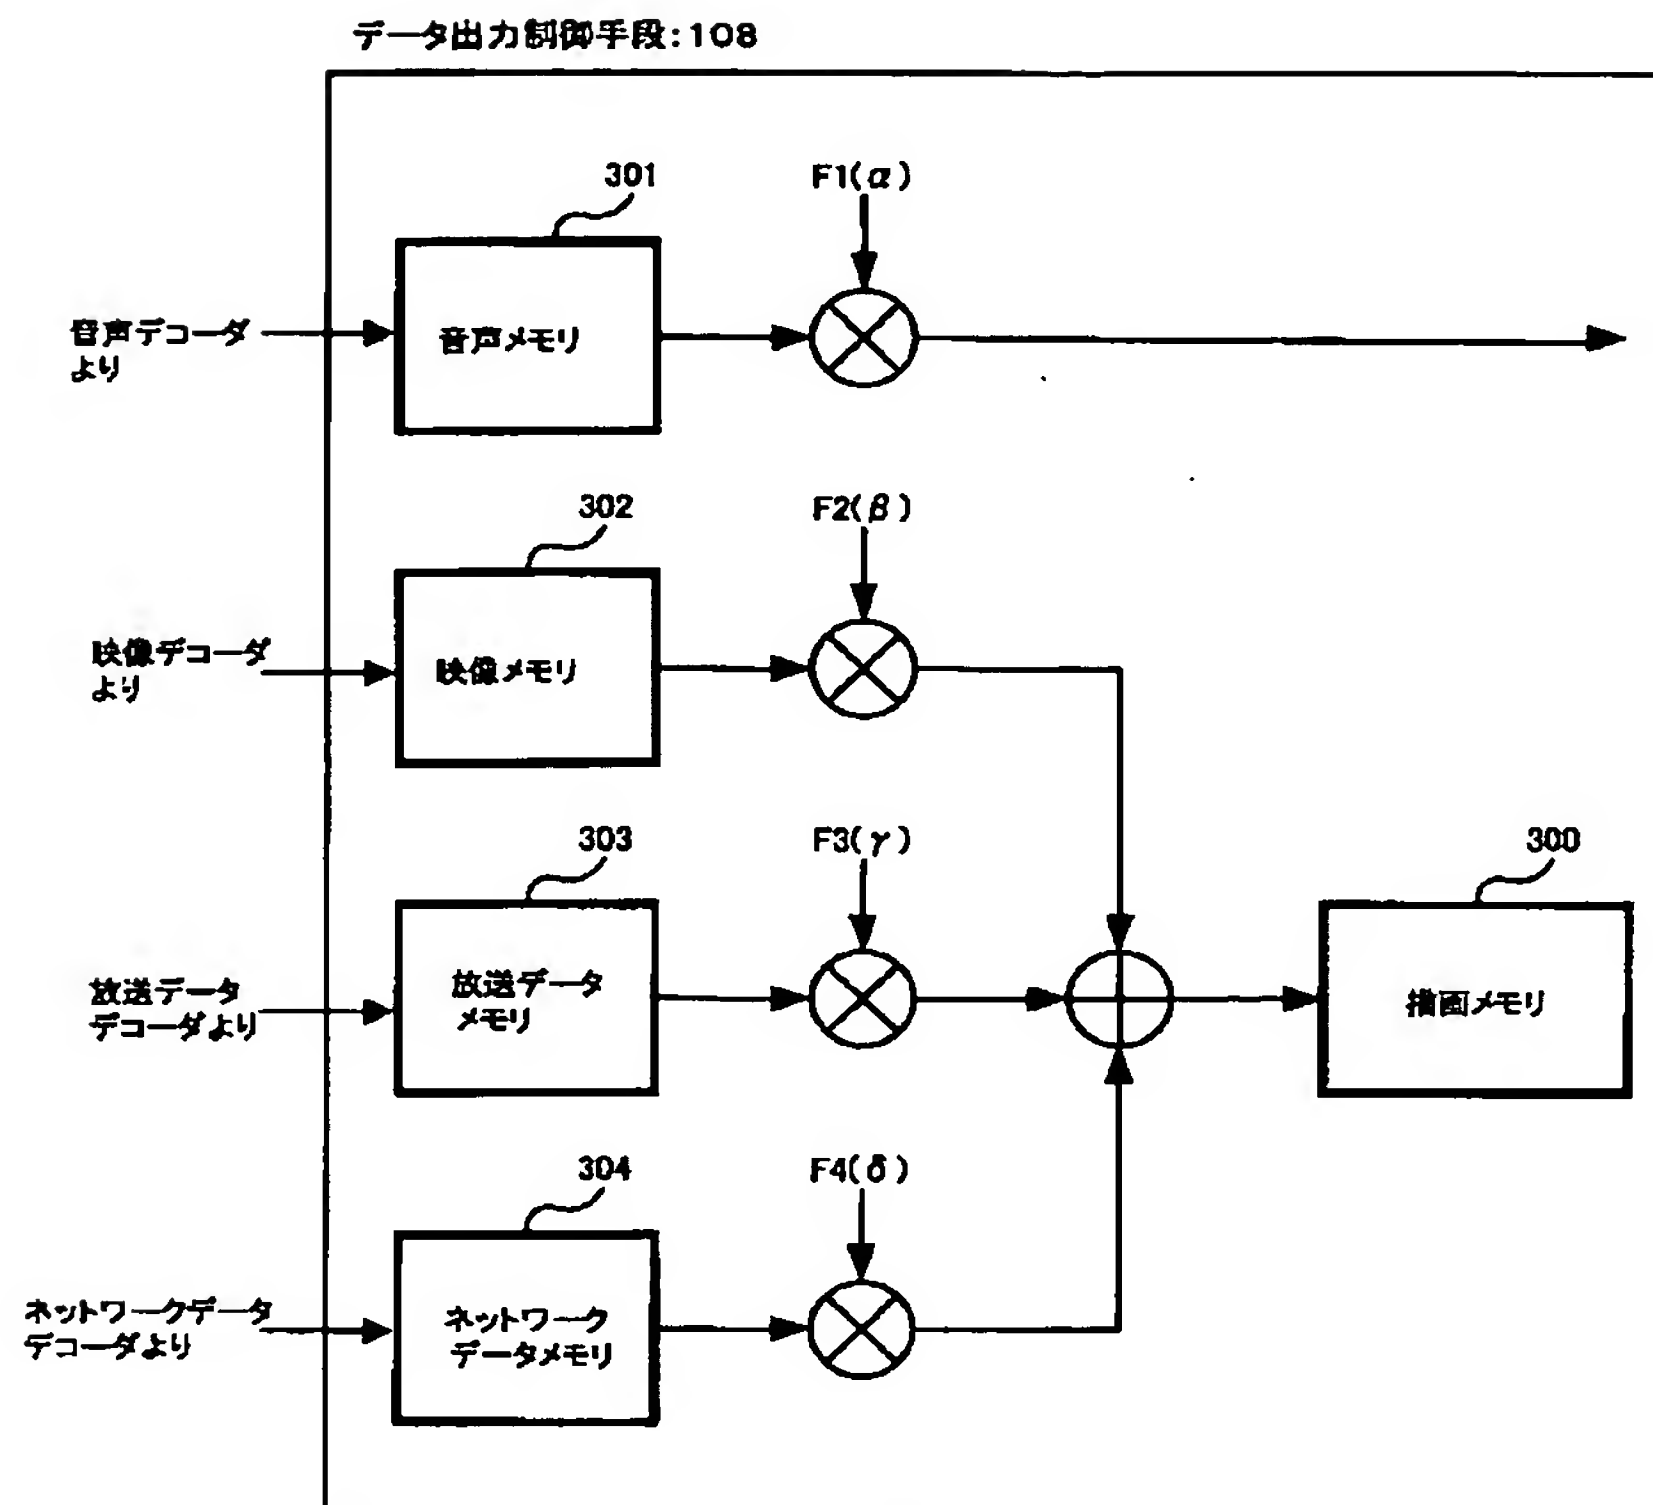 データ出力制御手段:108
301
F1(α)
音声デコーダ
より
音声メモリ
302
F2(β)
映像デコーダ
より
映像メモリ
303
F3(γ)
300
放送データ
デコーダより
放送データ
メモリ
描画メモリ
304
F4(δ)
ネットワークデータ
デコーダより
ネットワーク
データメモリ